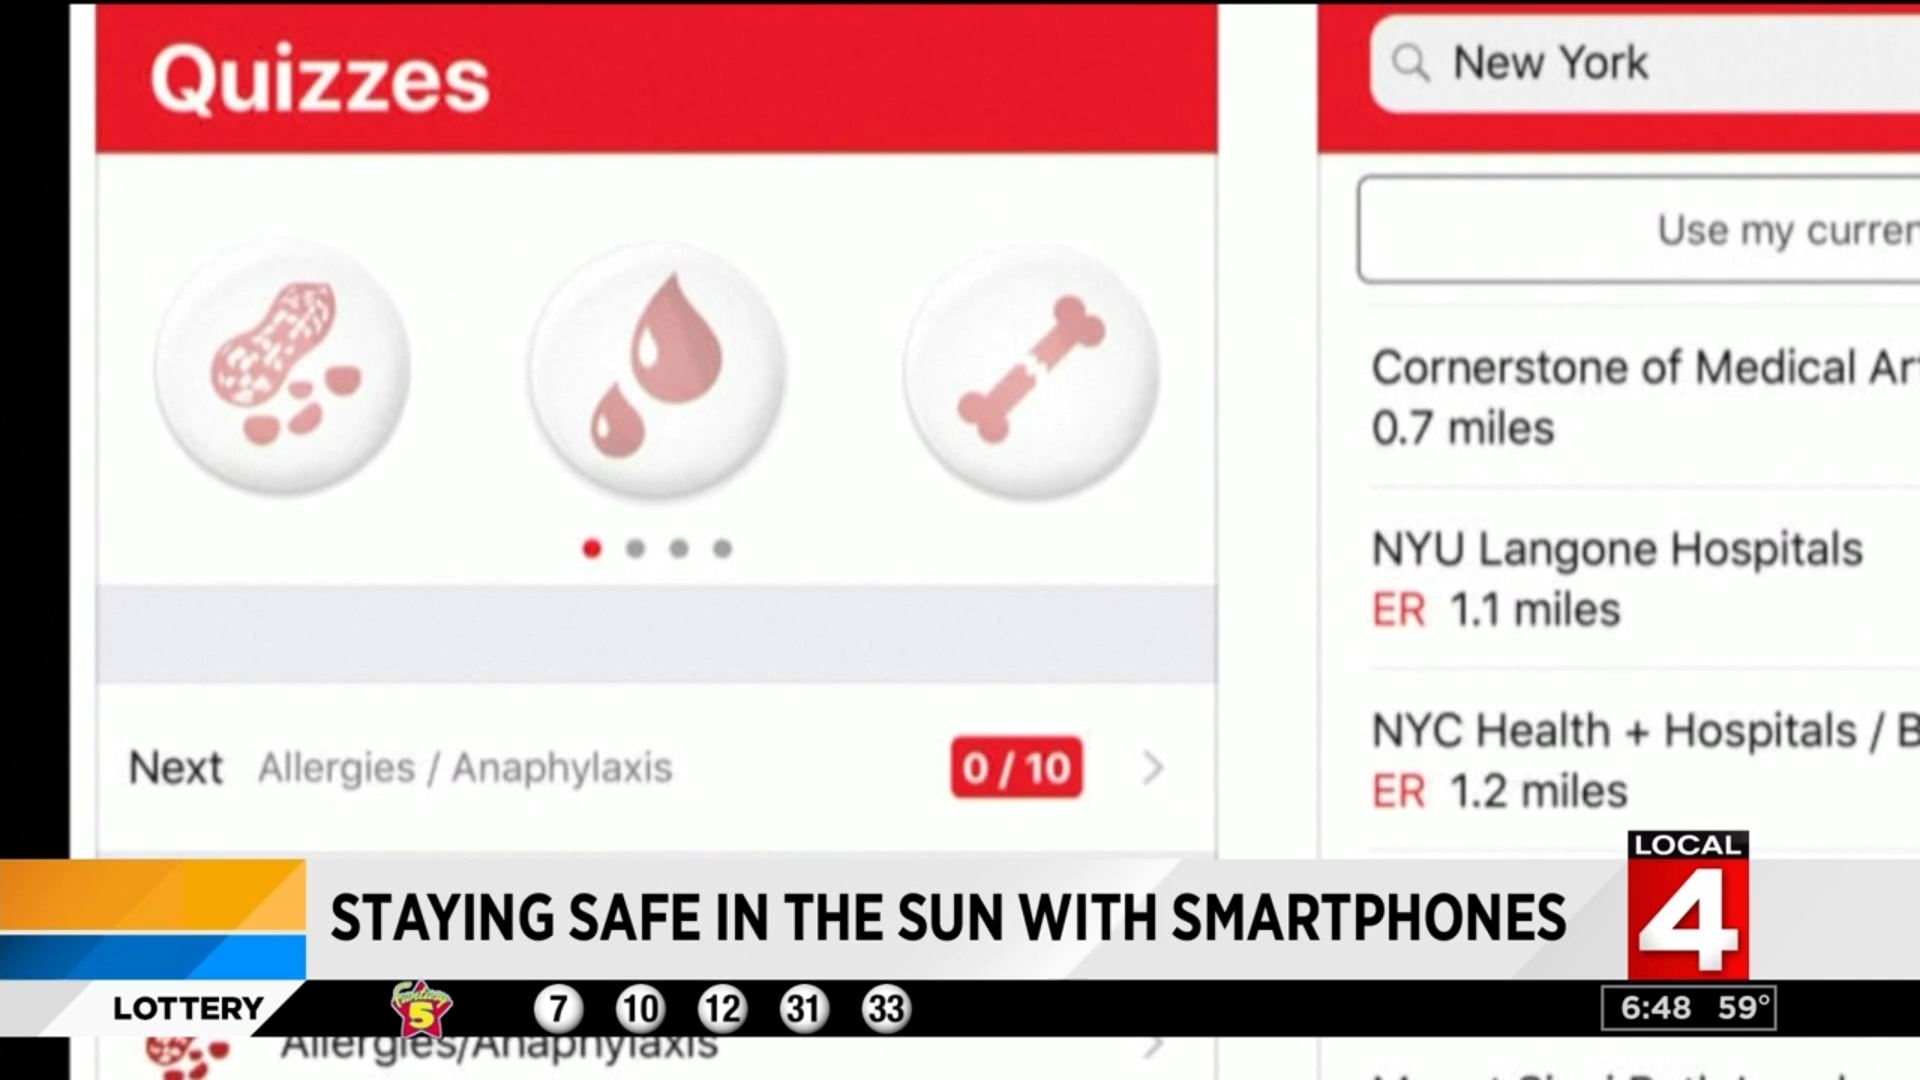 Quizzes
Next Allergies / Anaphylaxis 0 / 10
Allergies/Anaphylaxis
New York
Use my curren
Cornerstone of Medical Ar
0.7 miles
NYU Langone Hospitals
ER 1.1 miles
NYC Health + Hospitals / B
ER 1.2 miles
STAYING SAFE IN THE SUN WITH SMARTPHONES
LOCAL
4
LOTTERY Fantasy 5 7 10 12 31 33
6:48 59°